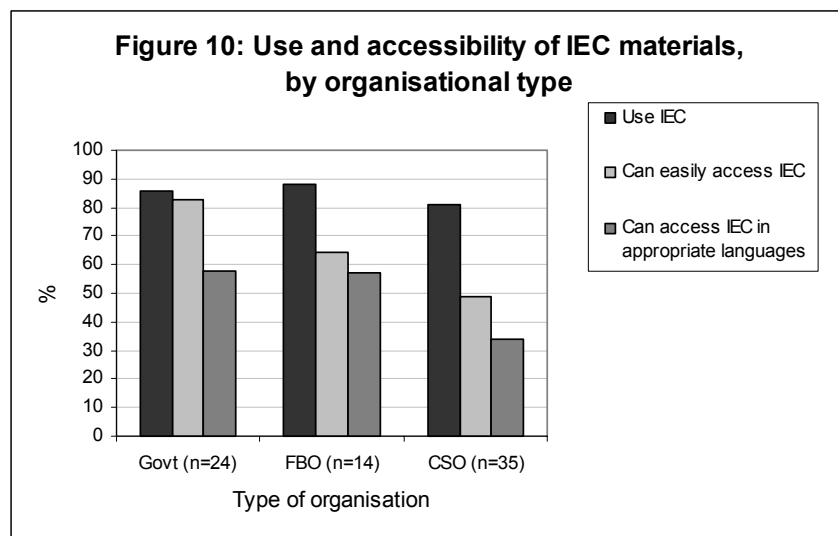 Figure 10: Use and accessibility of IEC materials,
by organisational type
Use IEC
Can easily access IEC
Can access IEC in
appropriate languages
100
90
80
70
60
50
40
30
20
10
0
%
Govt (n=24) FBO (n=14) CSO (n=35)
Type of organisation